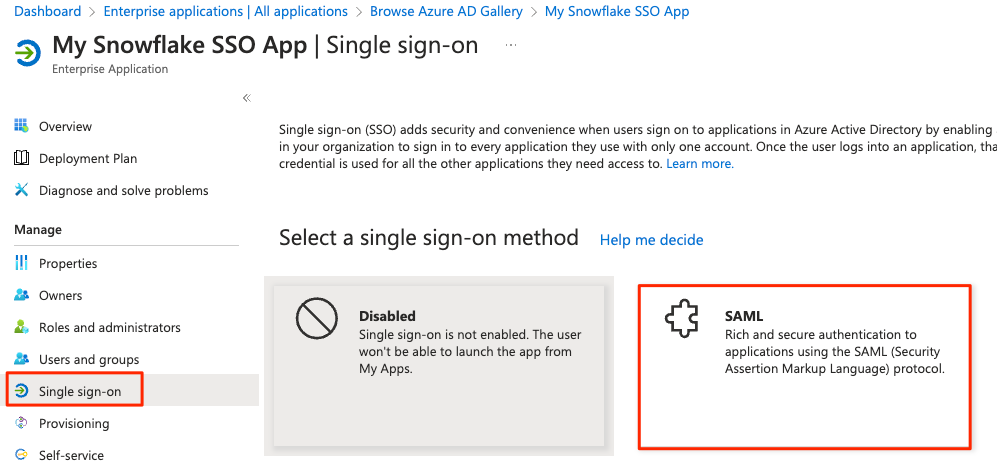 Dashboard > Enterprise applications | All applications > Browse Azure AD Gallery > My Snowflake SSO App
My Snowflake SSO App | Single sign-on ...
Enterprise Application
«
Overview
Deployment Plan
Diagnose and solve problems
Manage
Properties
Owners
Roles and administrators
Users and groups
Single sign-on
Provisioning
Self-service
Single sign-on (SSO) adds security and convenience when users sign on to applications in Azure Active Directory by enabling
in your organization to sign in to every application they use with only one account. Once the user logs into an application, tha
credential is used for all the other applications they need access to. Learn more.
Select a single sign-on method Help me decide
Disabled
Single sign-on is not enabled. The user
won't be able to launch the app from
My Apps.
SAML
Rich and secure authentication to
applications using the SAML (Security
Assertion Markup Language) protocol.